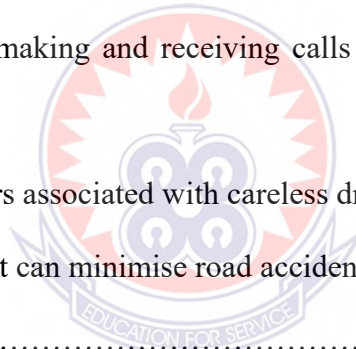 making and receiving calls
rs associated with careless dr
t can minimise road acciden
EDUCATION FOR SERVICE
................................................